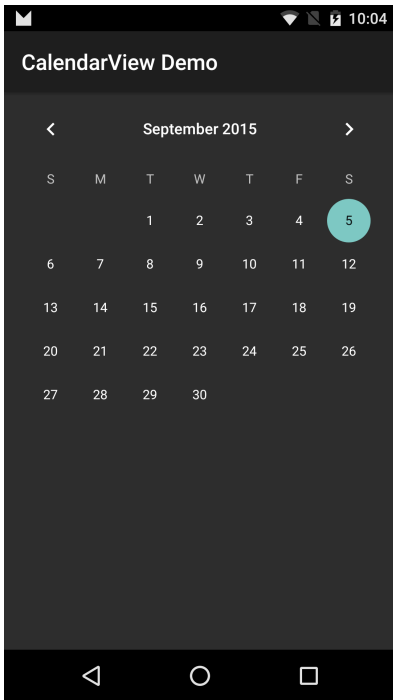 10:04
CalendarView Demo
September 2015
S M T W T F S
1 2 3 4 5
6 7 8 9 10 11 12
13 14 15 16 17 18 19
20 21 22 23 24 25 26
27 28 29 30